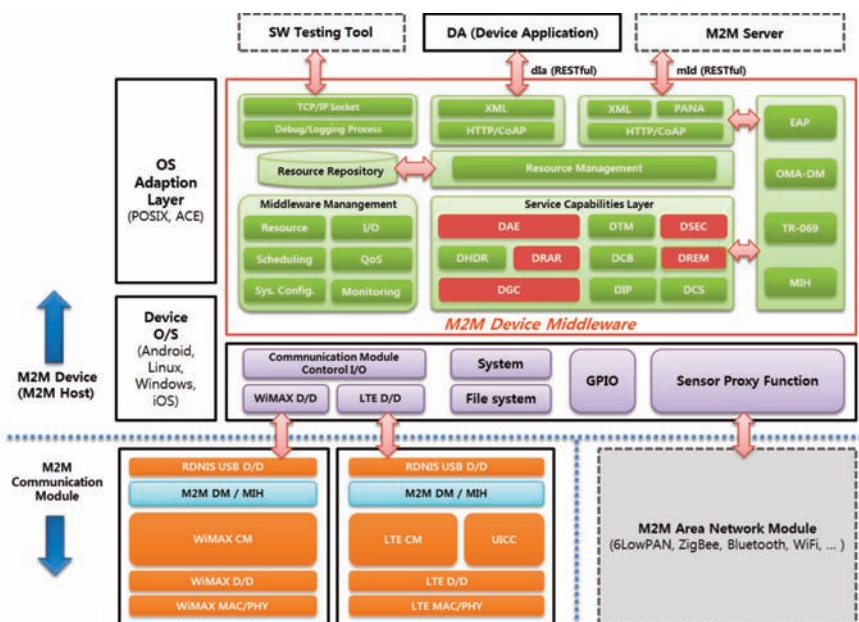 SW Testing Tool
DA (Device Application)
M2M Server
dIa (RESTful)
mId (RESTful)
OS
Adaption
Layer
(POSIX, ACE)
TCP/IP Socket
Debug/Logging Process
XML
HTTP/CoAP
XML
PANA
HTTP/CoAP
EAP
OMA-DM
TR-069
MIH
Resource Repository
Resource Management
Middleware Management
Resource
I/O
Scheduling
QoS
Sys. Config.
Monitoring
Service Capabilities Layer
DAE
DTM
DSEC
DHDR
DRAR
DCB
DREM
DGC
DIP
DCS
M2M Device Middleware
M2M Device
(M2M Host)
Device
O/S
(Android,
Linux,
Windows,
iOS)
Commnunication Module
Contorol I/O
WiMAX D/D
LTE D/D
System
File system
GPIO
Sensor Proxy Function
M2M
Communication
Module
RDNIS USB D/D
M2M DM / MIH
WiMAX CM
WiMAX D/D
WiMAX MAC/PHY
RDNIS USB D/D
M2M DM / MIH
LTE CM
UICC
LTE D/D
LTE MAC/PHY
M2M Area Network Module
(6LowPAN, ZigBee, Bluetooth, WiFi, ... )